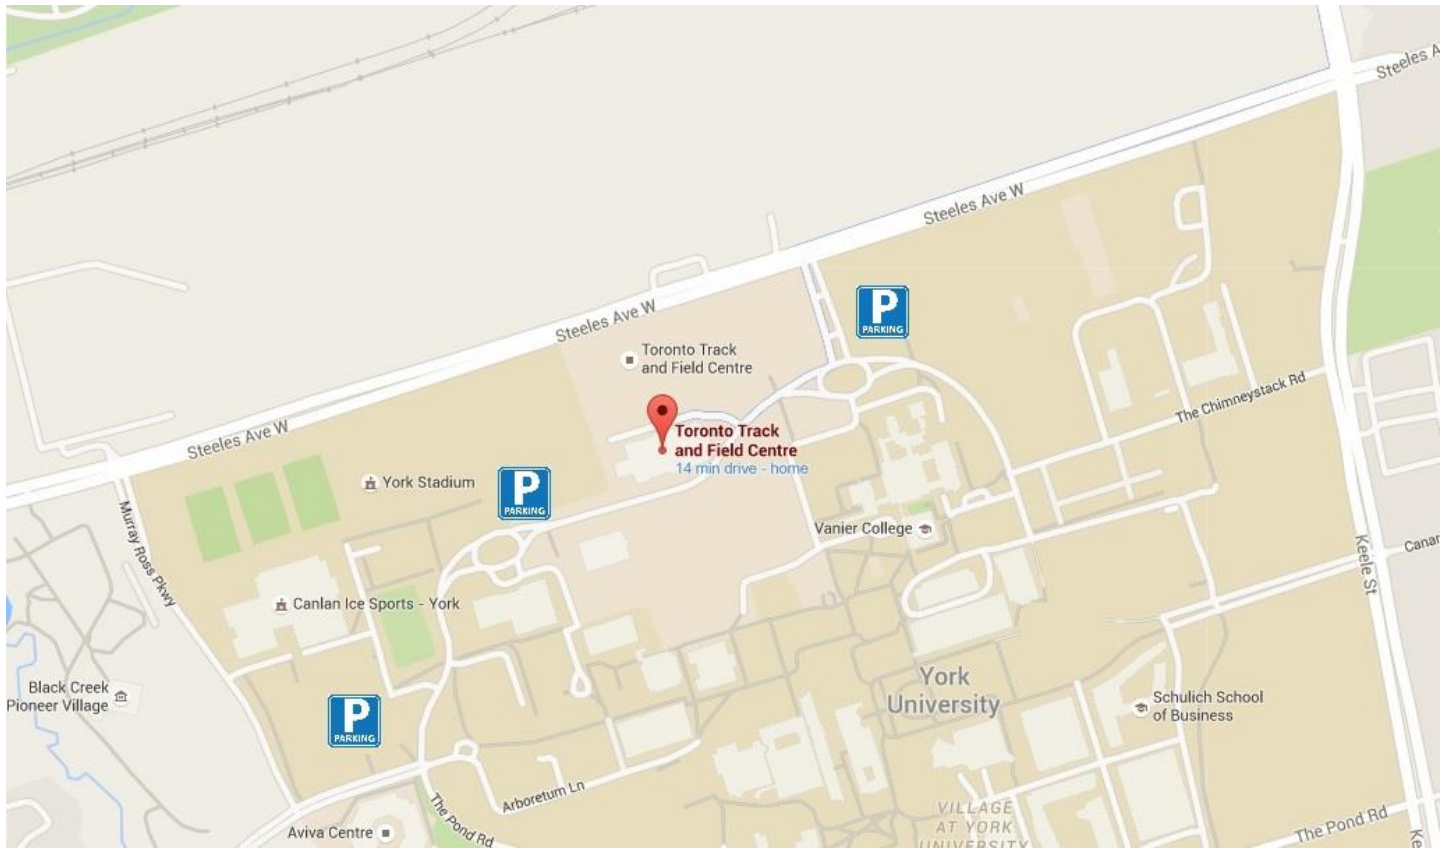 Steeles A
Steeles Ave W
P
PARKING
Steeles Ave W
Toronto Track
and Field Centre
The Chimneystack Rd
Toronto Track
and Field Centre
14 min drive - home
Steeles Ave W
York Stadium
P
PARKING
Vanier College
Murray Ross Pkwy
Keele St
Canar
Canlan Ice Sports - York
Black Creek
Pioneer Village
York
University
Schulich School
of Business
P
PARKING
Arboretum Ln
The Pond Rd
Aviva Centre
VILLAGE
AT YORK
UNIVERSITY
The Pond Rd
Ke